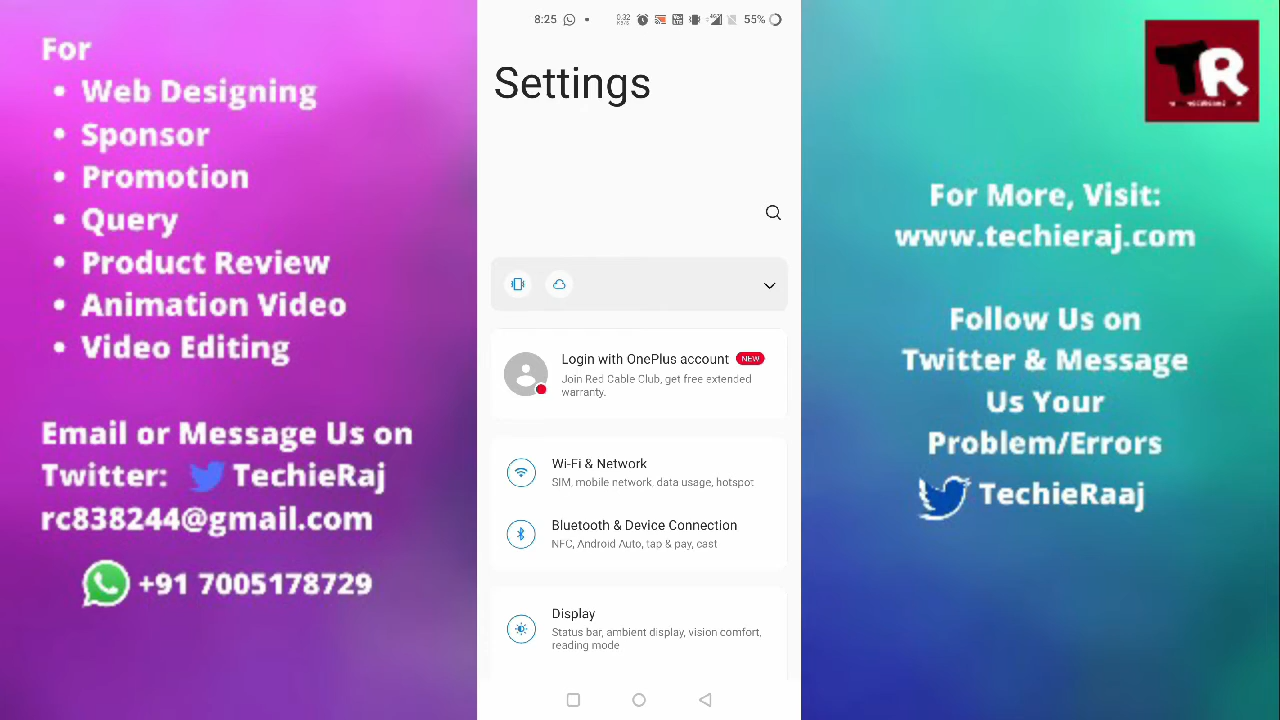 For
• Web Designing
• Sponsor
• Promotion
• Query
• Product Review
• Animation Video
• Video Editing
Email or Message Us on
Twitter: TechieRaj
rc838244@gmail.com
+91 7005178729
8:25
55%
Settings
Login with OnePlus account NEW
Join Red Cable Club, get free extended
warranty.
Wi-Fi & Network
SIM, mobile network, data usage, hotspot
Bluetooth & Device Connection
NFC, Android Auto, tap & pay, cast
Display
Status bar, ambient display, vision comfort,
reading mode
TR
For More, Visit:
www.techieraj.com
Follow Us on
Twitter & Message
Us Your
Problem/Errors
TechieRaaj